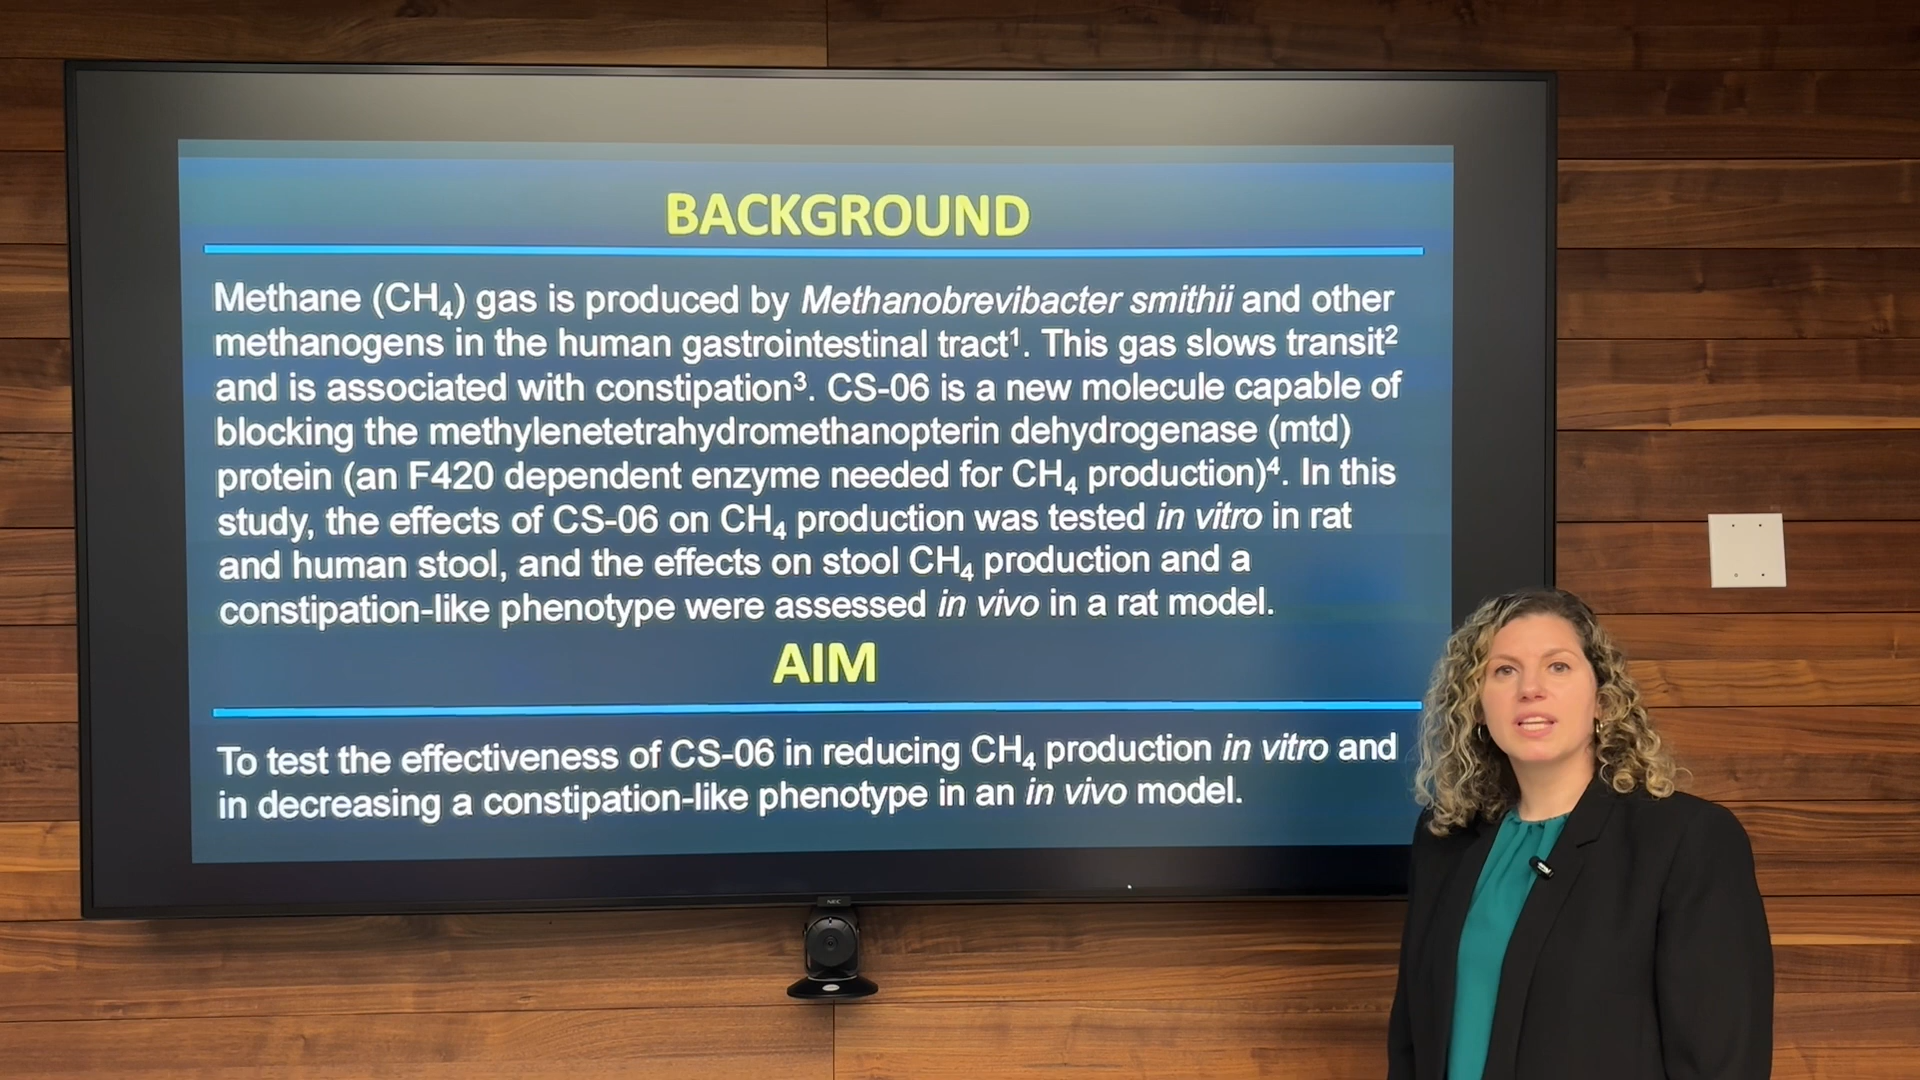 BACKGROUND
Methane (CH₄) gas is produced by Methanobrevibacter smithii and other
methanogens in the human gastrointestinal tract¹. This gas slows transit²
and is associated with constipation³. CS-06 is a new molecule capable of
blocking the methylenetetrahydromethanopterin dehydrogenase (mtd)
protein (an F420 dependent enzyme needed for CH₄ production)⁴. In this
study, the effects of CS-06 on CH₄ production was tested in vitro in rat
and human stool, and the effects on stool CH₄ production and a
constipation-like phenotype were assessed in vivo in a rat model.
AIM
To test the effectiveness of CS-06 in reducing CH₄ production in vitro and
in decreasing a constipation-like phenotype in an in vivo model.
NEC